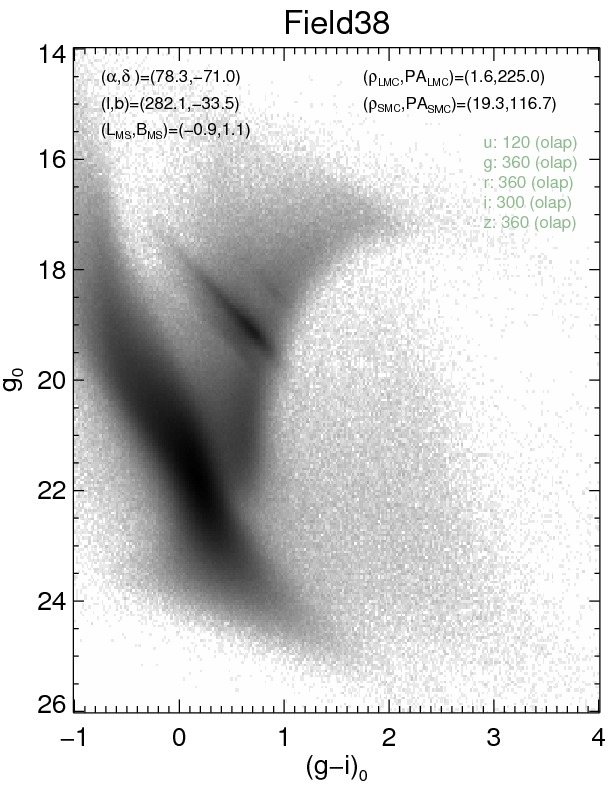 Field38
(α,δ )=(78.3,−71.0)
(l,b)=(282.1,−33.5)
(LMS,BMS)=(−0.9,1.1)
(ρLMC,PALMC)=(1.6,225.0)
(ρSMC,PASMC)=(19.3,116.7)
u: 120 (olap)
g: 360 (olap)
r: 360 (olap)
i: 300 (olap)
z: 360 (olap)
g0
14
16
18
20
22
24
26
−1 0 1 2 3 4
(g−i)0